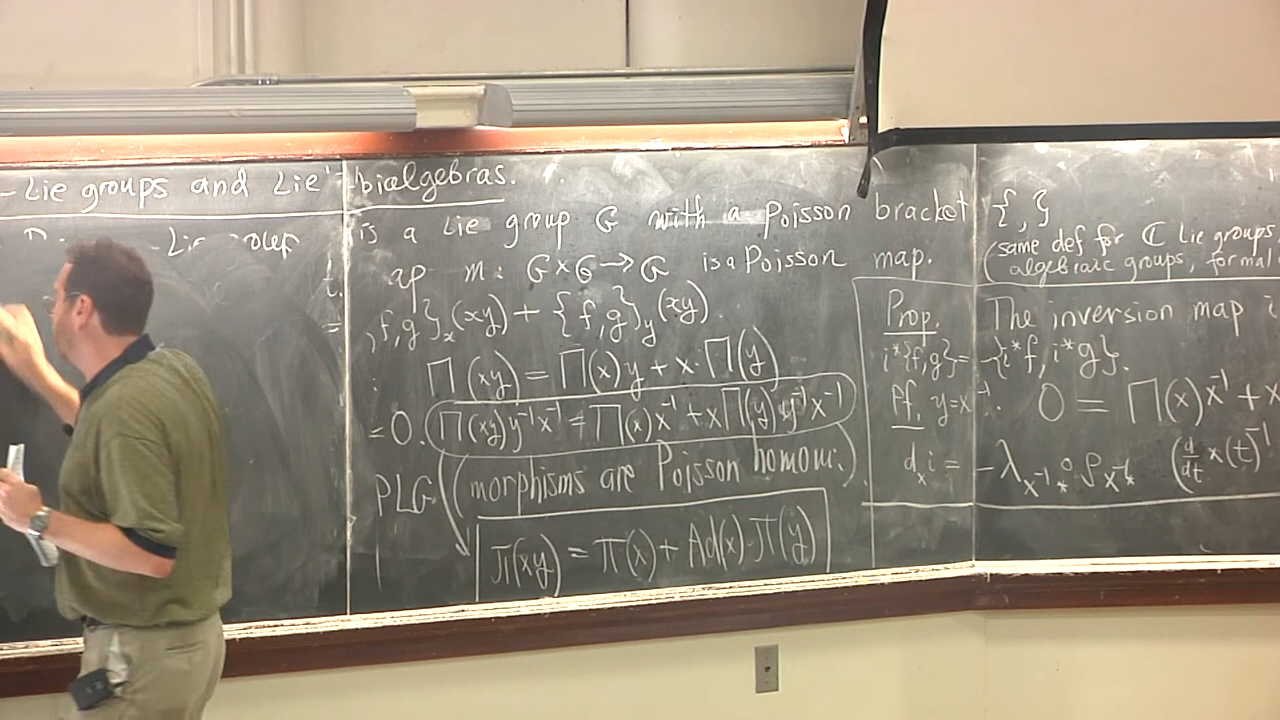 -Lie groups and Lie bialgebras.
is a Lie group G with a Poisson bracket { , }
(same def for ℂ Lie groups
algebraic groups, formal
ap m: G×G→G is a Poisson map.
,f,g}_x(xy) + {f,g}_y(xy).
Π(xy) = Π(x)y + x·Π(y)
=0. Π(xy)y⁻¹x⁻¹ = Π(x)x⁻¹ + xΠ(y)y⁻¹x⁻¹
PLG. (morphisms are Poisson homom.)
π(xy) = π(x) + Ad(x)·π(y)
Prop. The inversion map i
i*{f,g} = -{i*f, i*g}.
Pf. y=x⁻¹. 0 = Π(x)x⁻¹ + x
d_x i = -λ_{x⁻¹*} ∘ ρ_{x⁻¹*} (d/dt x(t)⁻¹